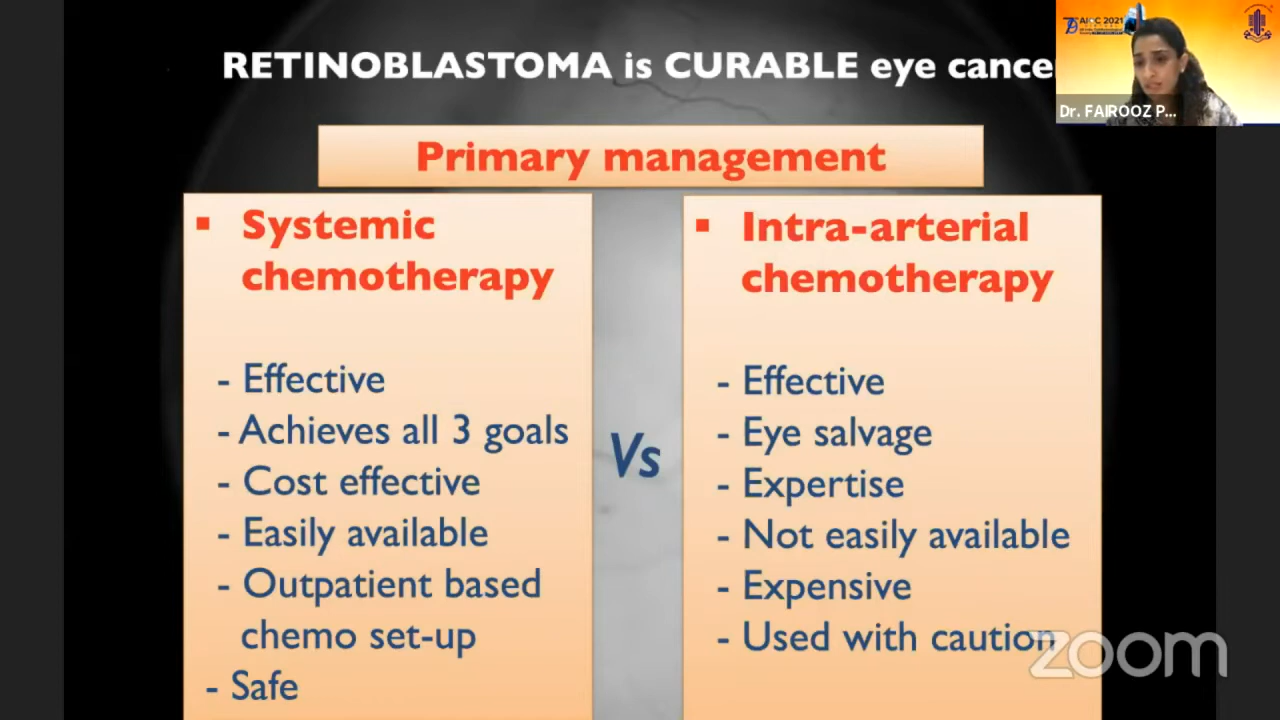 RETINOBLASTOMA is CURABLE eye cance
AIOC 2021
Dr. FAIROOZ P...
Primary management
▪ Systemic
chemotherapy
- Effective
- Achieves all 3 goals
- Cost effective
- Easily available
- Outpatient based
chemo set-up
- Safe
Vs
▪ Intra-arterial
chemotherapy
- Effective
- Eye salvage
- Expertise
- Not easily available
- Expensive
- Used with caution
zoom